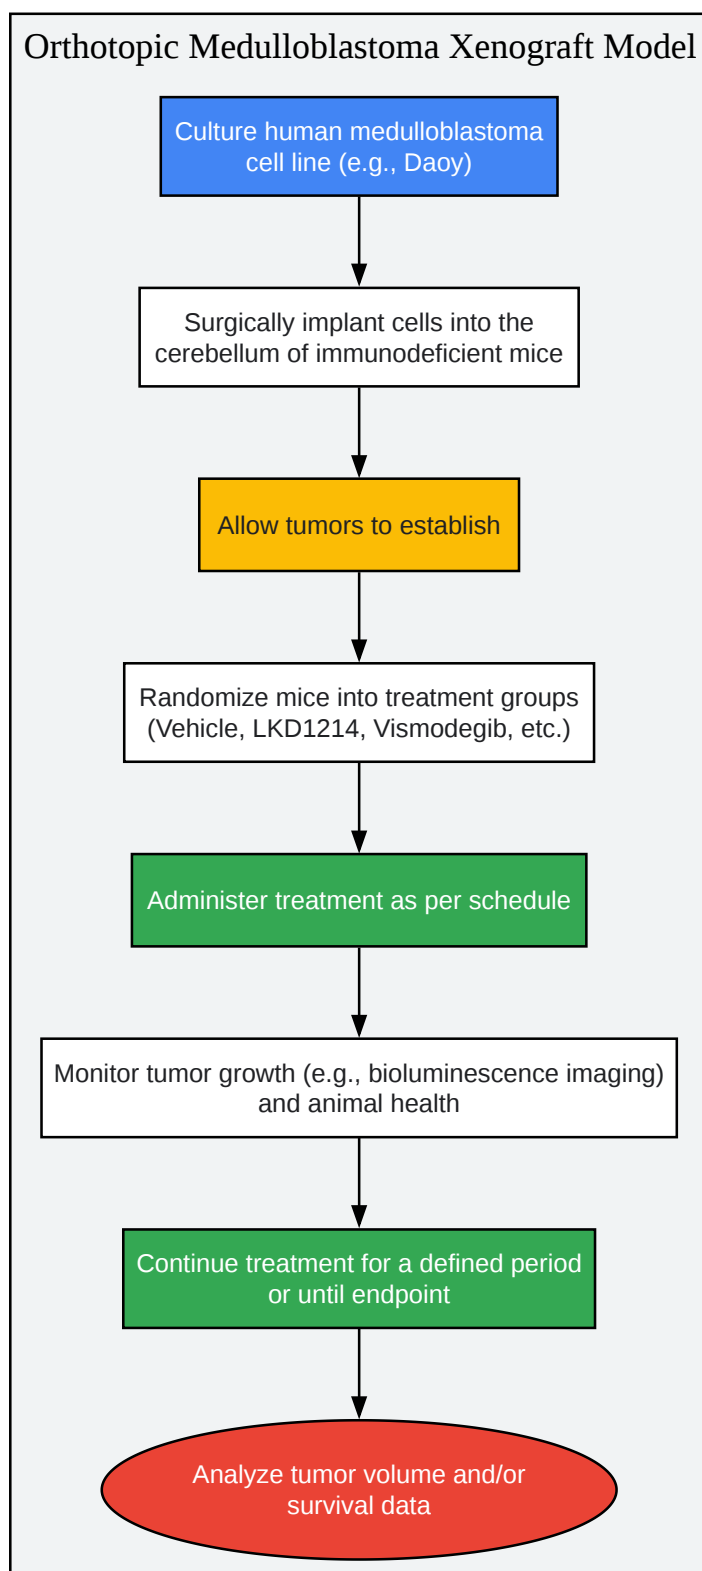 Orthotopic Medulloblastoma Xenograft Model
Culture human medulloblastoma
cell line (e.g., Daoy)
Surgically implant cells into the
cerebellum of immunodeficient mice
Allow tumors to establish
Randomize mice into treatment groups
(Vehicle, LKD1214, Vismodegib, etc.)
Administer treatment as per schedule
Monitor tumor growth (e.g., bioluminescence imaging)
and animal health
Continue treatment for a defined period
or until endpoint
Analyze tumor volume and/or
survival data